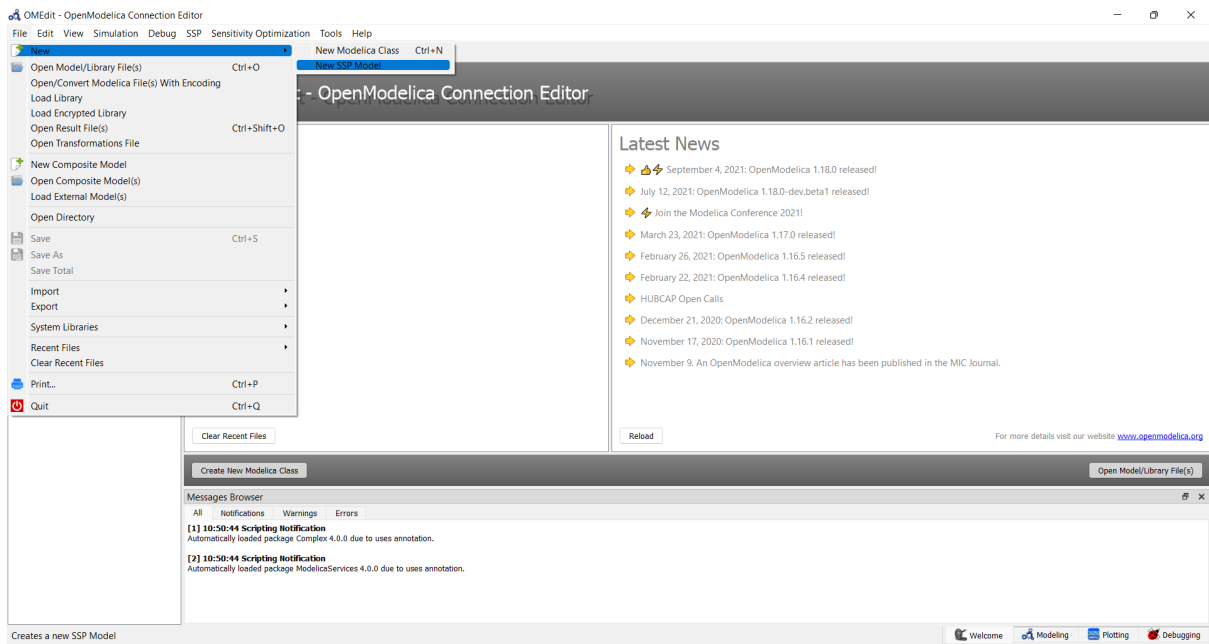 OMEdit - OpenModelica Connection Editor
File Edit View Simulation Debug SSP Sensitivity Optimization Tools Help
New
New Modelica Class Ctrl+N
New SSP Model
Open Model/Library File(s) Ctrl+O
Open/Convert Modelica File(s) With Encoding
Load Library
Load Encrypted Library
Open Result File(s) Ctrl+Shift+O
Open Transformations File
New Composite Model
Open Composite Model(s)
Load External Model(s)
Open Directory
Save Ctrl+S
Save As
Save Total
Import
Export
System Libraries
Recent Files
Clear Recent Files
Print... Ctrl+P
Quit Ctrl+Q
- OpenModelica Connection Editor
Latest News
September 4, 2021: OpenModelica 1.18.0 released!
July 12, 2021: OpenModelica 1.18.0-dev.beta1 released!
Join the Modelica Conference 2021!
March 23, 2021: OpenModelica 1.17.0 released!
February 26, 2021: OpenModelica 1.16.5 released!
February 22, 2021: OpenModelica 1.16.4 released!
HUBCAP Open Calls
December 21, 2020: OpenModelica 1.16.2 released!
November 17, 2020: OpenModelica 1.16.1 released!
November 9. An OpenModelica overview article has been published in the MIC Journal.
Clear Recent Files
Reload
For more details visit our website www.openmodelica.org
Create New Modelica Class
Open Model/Library File(s)
Messages Browser
All Notifications Warnings Errors
[1] 10:50:44 Scripting Notification
Automatically loaded package Complex 4.0.0 due to uses annotation.
[2] 10:50:44 Scripting Notification
Automatically loaded package ModelicaServices 4.0.0 due to uses annotation.
Creates a new SSP Model
Welcome Modeling Plotting Debugging